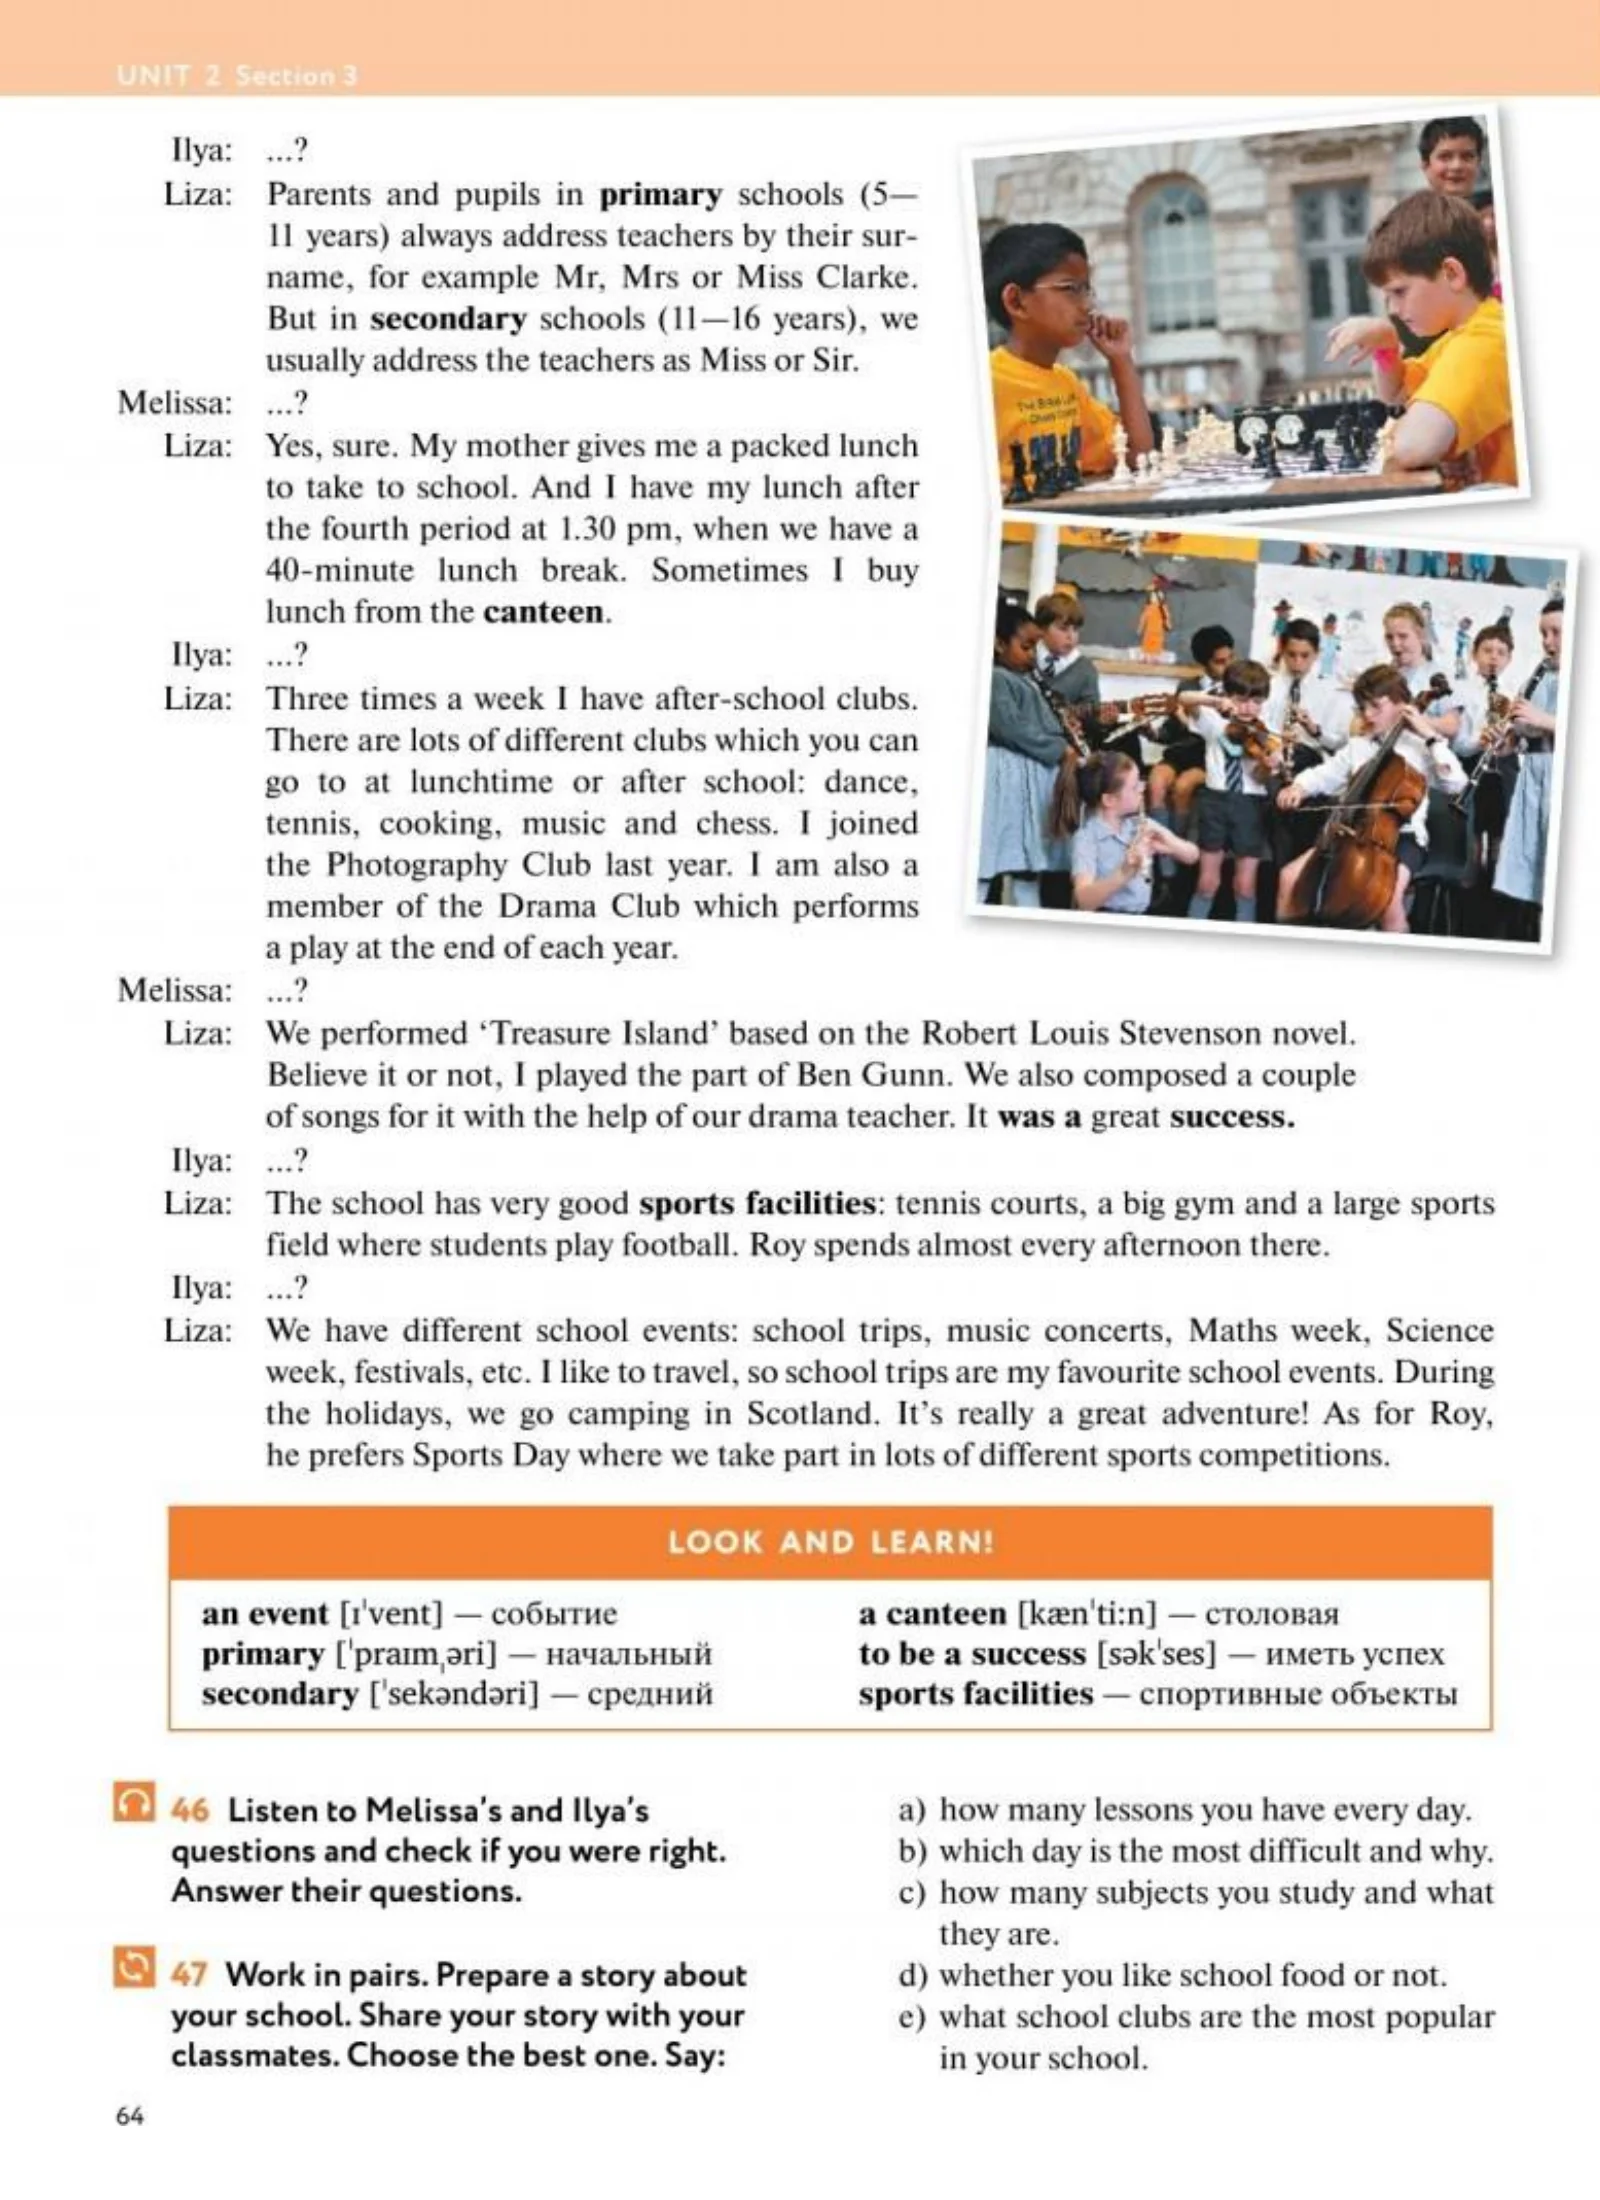 UNIT 2 Section 3
Ilya: ...?
Liza: Parents and pupils in primary schools (5—
11 years) always address teachers by their sur-
name, for example Mr, Mrs or Miss Clarke.
But in secondary schools (11—16 years), we
usually address the teachers as Miss or Sir.
Melissa: ...?
Liza: Yes, sure. My mother gives me a packed lunch
to take to school. And I have my lunch after
the fourth period at 1.30 pm, when we have a
40-minute lunch break. Sometimes I buy
lunch from the canteen.
Ilya: ...?
Liza: Three times a week I have after-school clubs.
There are lots of different clubs which you can
go to at lunchtime or after school: dance,
tennis, cooking, music and chess. I joined
the Photography Club last year. I am also a
member of the Drama Club which performs
a play at the end of each year.
Melissa: ...?
Liza: We performed ‘Treasure Island’ based on the Robert Louis Stevenson novel.
Believe it or not, I played the part of Ben Gunn. We also composed a couple
of songs for it with the help of our drama teacher. It was a great success.
Ilya: ...?
Liza: The school has very good sports facilities: tennis courts, a big gym and a large sports
field where students play football. Roy spends almost every afternoon there.
Ilya: ...?
Liza: We have different school events: school trips, music concerts, Maths week, Science
week, festivals, etc. I like to travel, so school trips are my favourite school events. During
the holidays, we go camping in Scotland. It’s really a great adventure! As for Roy,
he prefers Sports Day where we take part in lots of different sports competitions.
LOOK AND LEARN!
an event [ɪˈvent] — событие
primary [ˈpraɪmˌəri] — начальный
secondary [ˈsekəndəri] — средний
a canteen [kænˈtiːn] — столовая
to be a success [səkˈses] — иметь успех
sports facilities — спортивные объекты
46 Listen to Melissa’s and Ilya’s
questions and check if you were right.
Answer their questions.
47 Work in pairs. Prepare a story about
your school. Share your story with your
classmates. Choose the best one. Say:
a) how many lessons you have every day.
b) which day is the most difficult and why.
c) how many subjects you study and what
they are.
d) whether you like school food or not.
e) what school clubs are the most popular
in your school.
64